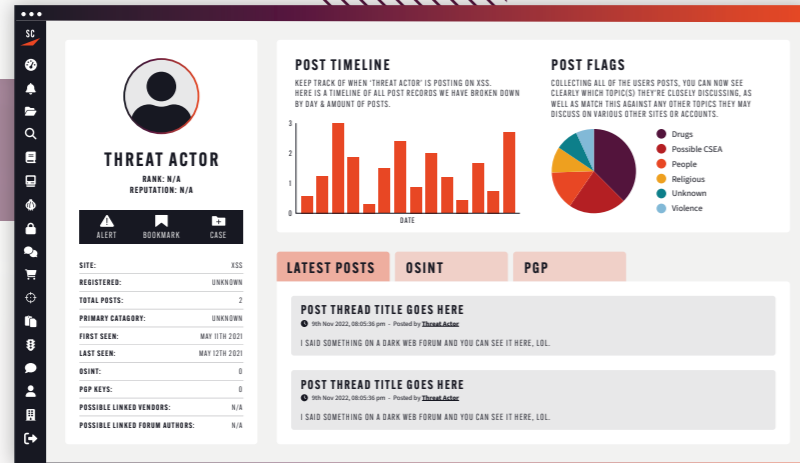 SC
THREAT ACTOR
RANK: N/A
REPUTATION: N/A
ALERT
BOOKMARK
CASE
SITE: XSS
REGISTERED: UNKNOWN
TOTAL POSTS: 2
PRIMARY CATAGORY: UNKNOWN
FIRST SEEN: MAY 11TH 2021
LAST SEEN: MAY 12TH 2021
OSINT: 0
PGP KEYS: 0
POSSIBLE LINKED VENDORS: N/A
POSSIBLE LINKED FORUM AUTHORS: N/A
POST TIMELINE
KEEP TRACK OF WHEN 'THREAT ACTOR' IS POSTING ON XSS.
HERE IS A TIMELINE OF ALL POST RECORDS WE HAVE BROKEN DOWN
BY DAY & AMOUNT OF POSTS.
3
2
1
0
DATE
POST FLAGS
COLLECTING ALL OF THE USERS POSTS, YOU CAN NOW SEE
CLEARLY WHICH TOPIC(S) THEY'RE CLOSELY DISCUSSING, AS
WELL AS MATCH THIS AGAINST ANY OTHER TOPICS THEY MAY
DISCUSS ON VARIOUS OTHER SITES OR ACCOUNTS.
Drugs
Possible CSEA
People
Religious
Unknown
Violence
LATEST POSTS
OSINT
PGP
POST THREAD TITLE GOES HERE
9th Nov 2022, 08:05:36 pm - Posted by Threat Actor
I SAID SOMETHING ON A DARK WEB FORUM AND YOU CAN SEE IT HERE, LOL.
POST THREAD TITLE GOES HERE
9th Nov 2022, 08:05:36 pm - Posted by Threat Actor
I SAID SOMETHING ON A DARK WEB FORUM AND YOU CAN SEE IT HERE, LOL.